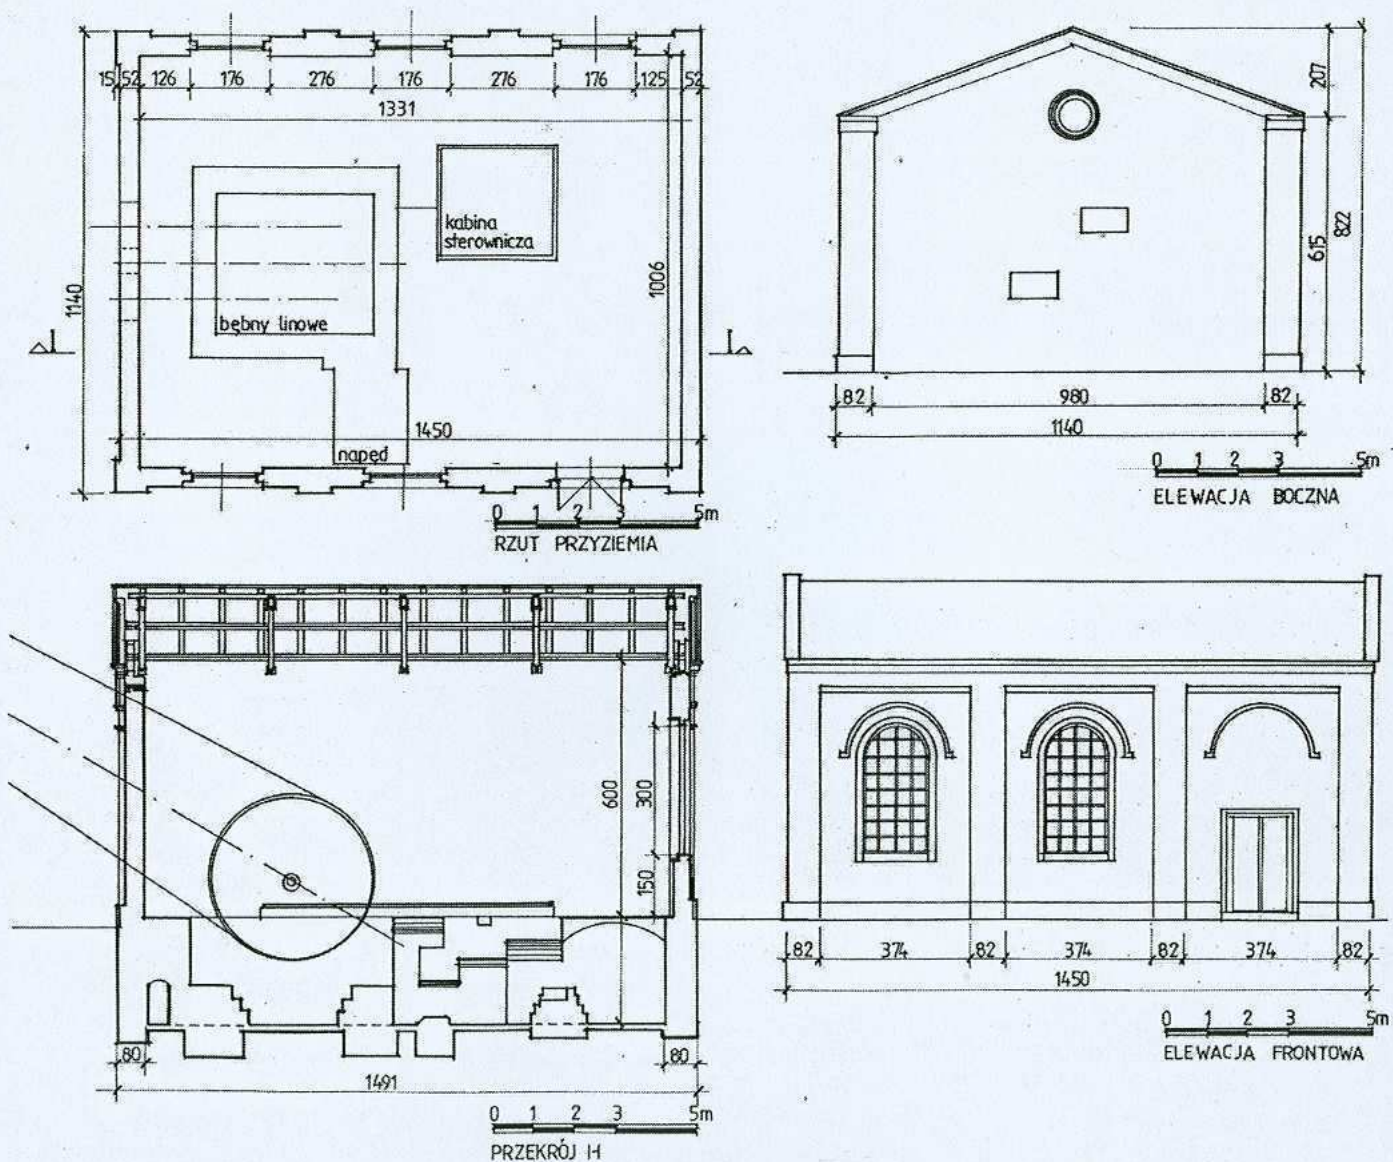 15 52 126 176 276 176 276 176 125 52
1331
kabina
sterownicza
1140
1006
bębny linowe
I I
1450
napęd
0 1 2 3 5m
RZUT PRZYZIEMIA
207
615
822
82 980 82
1140
0 1 2 3 5m
ELEWACJA BOCZNA
600
300
150
80 80
1491
0 1 2 3 5m
PRZEKRÓJ I-I
82 374 82 374 82 374 82
1450
0 1 2 3 5m
ELEWACJA FRONTOWA